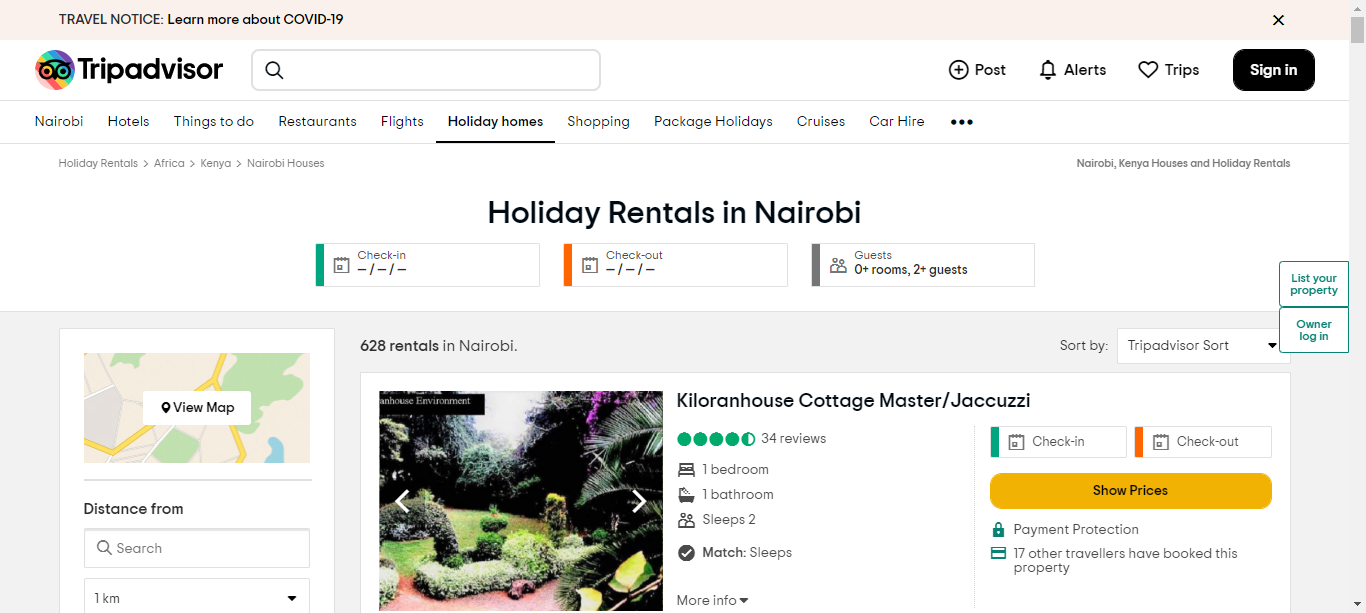 TRAVEL NOTICE: Learn more about COVID-19
Tripadvisor
Post
Alerts
Trips
Sign in
Nairobi
Hotels
Things to do
Restaurants
Flights
Holiday homes
Shopping
Package Holidays
Cruises
Car Hire
Holiday Rentals > Africa > Kenya > Nairobi Houses
Nairobi, Kenya Houses and Holiday Rentals
Holiday Rentals in Nairobi
Check-in
– / – / –
Check-out
– / – / –
Guests
0+ rooms, 2+ guests
List your
property
Owner
log in
View Map
Distance from
Search
1 km
628 rentals in Nairobi.
Sort by:
Tripadvisor Sort
anhouse Environment
Kiloranhouse Cottage Master/Jaccuzzi
34 reviews
1 bedroom
1 bathroom
Sleeps 2
Match: Sleeps
More info
Check-in
Check-out
Show Prices
Payment Protection
17 other travellers have booked this
property